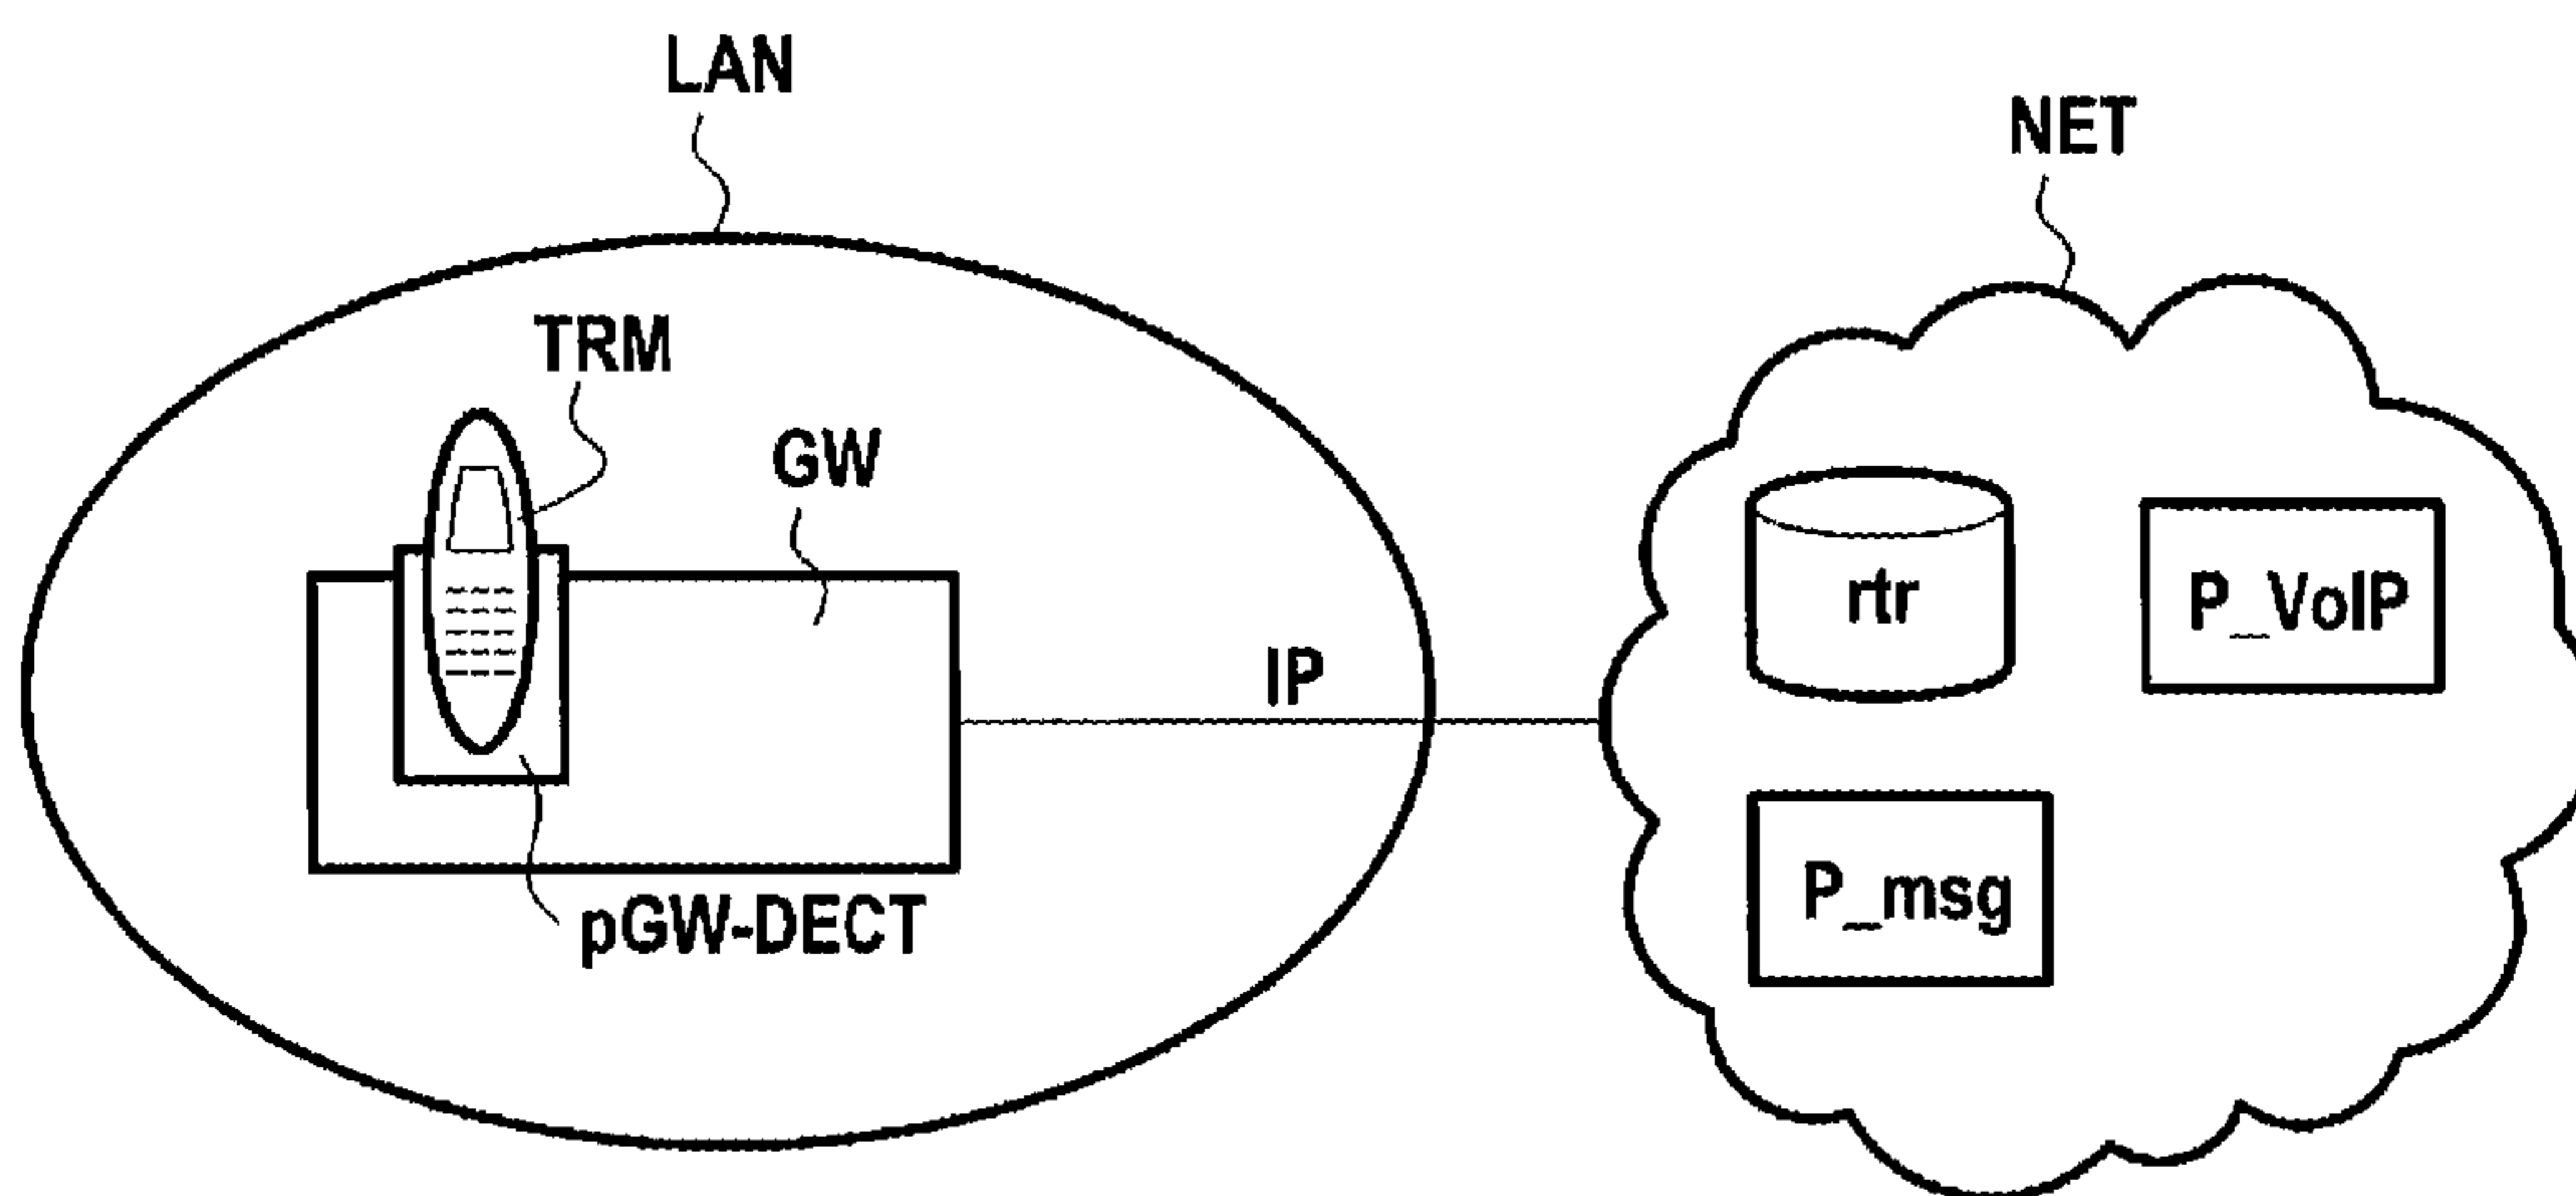 LAN
NET
TRM
GW
rtr
P_VoIP
IP
P_msg
pGW-DECT